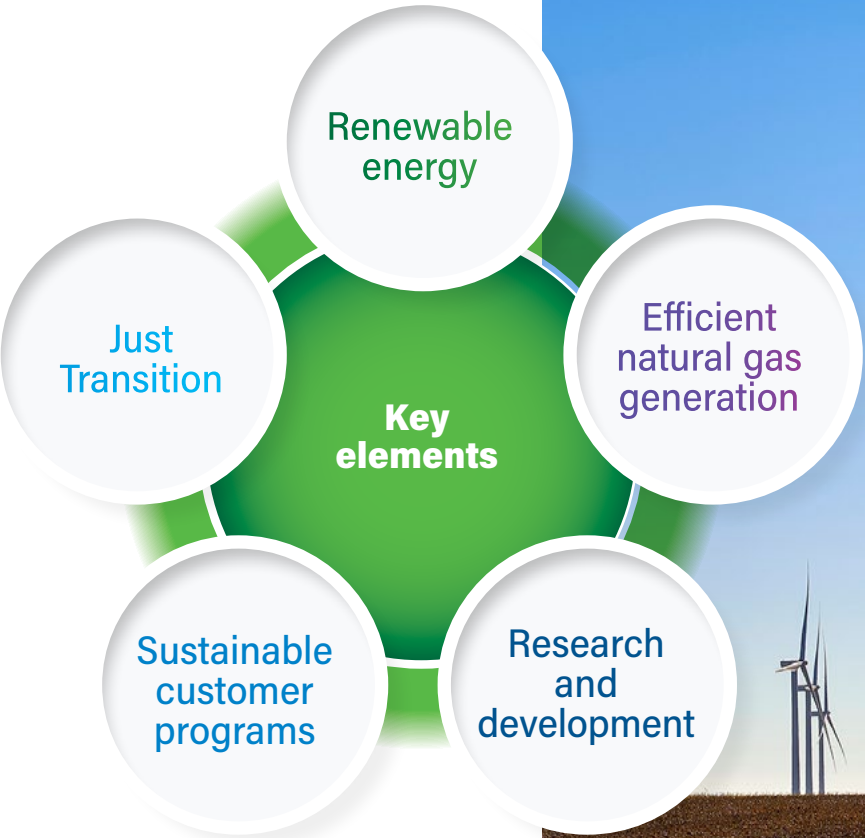 Renewable
energy
Efficient
natural gas
generation
Just
Transition
Key
elements
Sustainable
customer
programs
Research
and
development